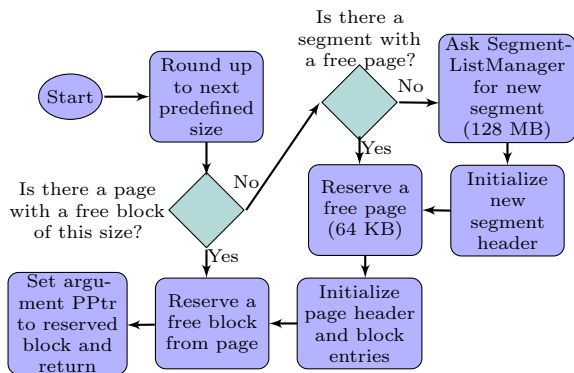 Start
Round up
to next
predefined
size
Is there a page
with a free block
of this size?
No
Yes
Is there a
segment with
a free page?
No
Yes
Ask Segment-
ListManager
for new
segment
(128 MB)
Initialize
new
segment
header
Reserve a
free page
(64 KB)
Initialize
page header
and block
entries
Reserve a
free block
from page
Set argu-
ment PPtr
to reserved
block and
return